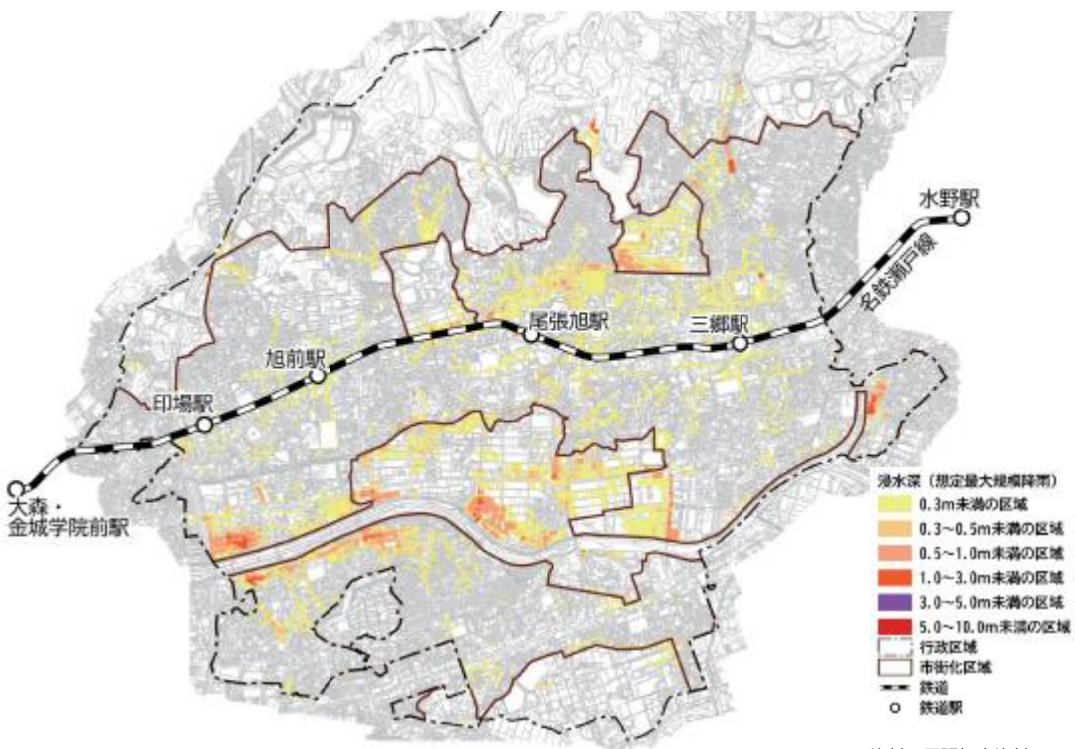 水野駅
名鉄瀬戸線
尾張旭駅
三郷駅
旭前駅
印場駅
大森・
金城学院前駅
浸水深（想定最大規模降雨）
0.3m未満の区域
0.3～0.5m未満の区域
0.5～1.0m未満の区域
1.0～3.0m未満の区域
3.0～5.0m未満の区域
5.0～10.0m未満の区域
行政区域
市街化区域
鉄道
鉄道駅